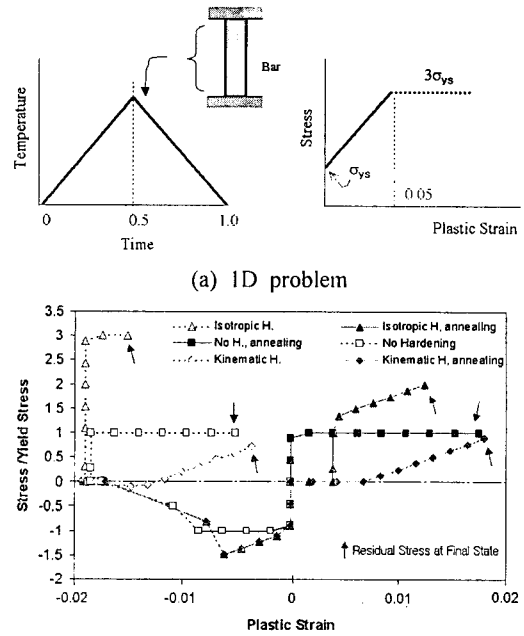 Temperature
0
0.5
1.0
Time
Bar
Stress
3σys
σys
0.05
Plastic Strain
(a) 1D problem
Stress /Yield Stress
3.5
3
2.5
2
1.5
1
0.5
0
-0.5
-1
-1.5
-2
Isotropic H.
Isotropic H, annealing
No H., annealing
No Hardening
Kinematic H.
Kinematic H, annealing
Residual Stress at Final State
-0.02
-0.01
0
0.01
0.02
Plastic Strain